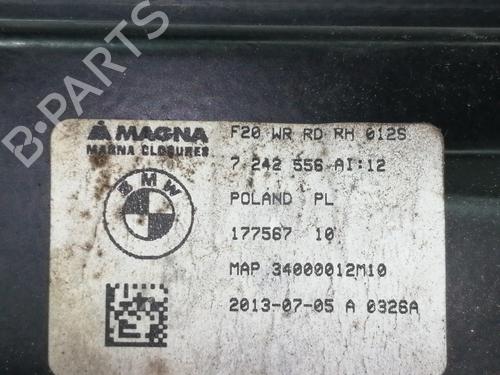 B-PARTS
MAGNA
MAGNA CLOSURES
BMW
F20 WR RD RH 012S
7 242 556 AI:12
POLAND PL
177567 10
MAP 34000012M10
2013-07-05 A 0326A